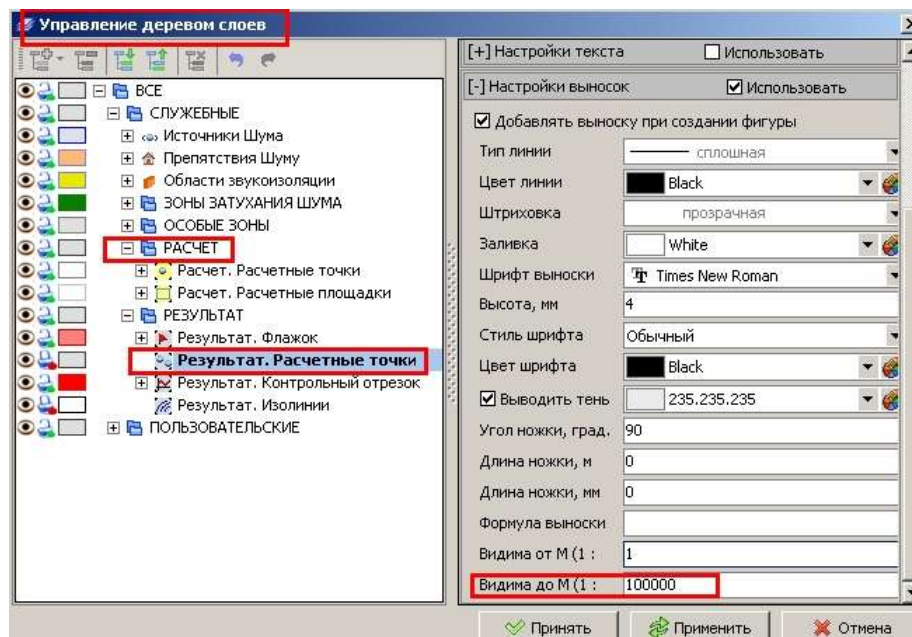 Управление деревом слоев
ВСЕ
СЛУЖЕБНЫЕ
Источники Шума
Препятствия Шуму
Области звукоизоляции
ЗОНЫ ЗАТУХАНИЯ ШУМА
ОСОБЫЕ ЗОНЫ
РАСЧЕТ
Расчет. Расчетные точки
Расчет. Расчетные площадки
РЕЗУЛЬТАТ
Результат. Флажок
Результат. Расчетные точки
Результат. Контрольный отрезок
Результат. Изолинии
ПОЛЬЗОВАТЕЛЬСКИЕ
[+] Настройки текста Использовать
[-] Настройки выносок Использовать
Добавлять выноску при создании фигуры
Тип линии сплошная
Цвет линии Black
Штриховка прозрачная
Заливка White
Шрифт выноски Times New Roman
Высота, мм 4
Стиль шрифта Обычный
Цвет шрифта Black
Выводить тень 235.235.235
Угол ножки, град. 90
Длина ножки, м 0
Длина ножки, мм 0
Формула выноски
Видима от М (1 : 1
Видима до М (1 : 100000
Принять Применить Отмена